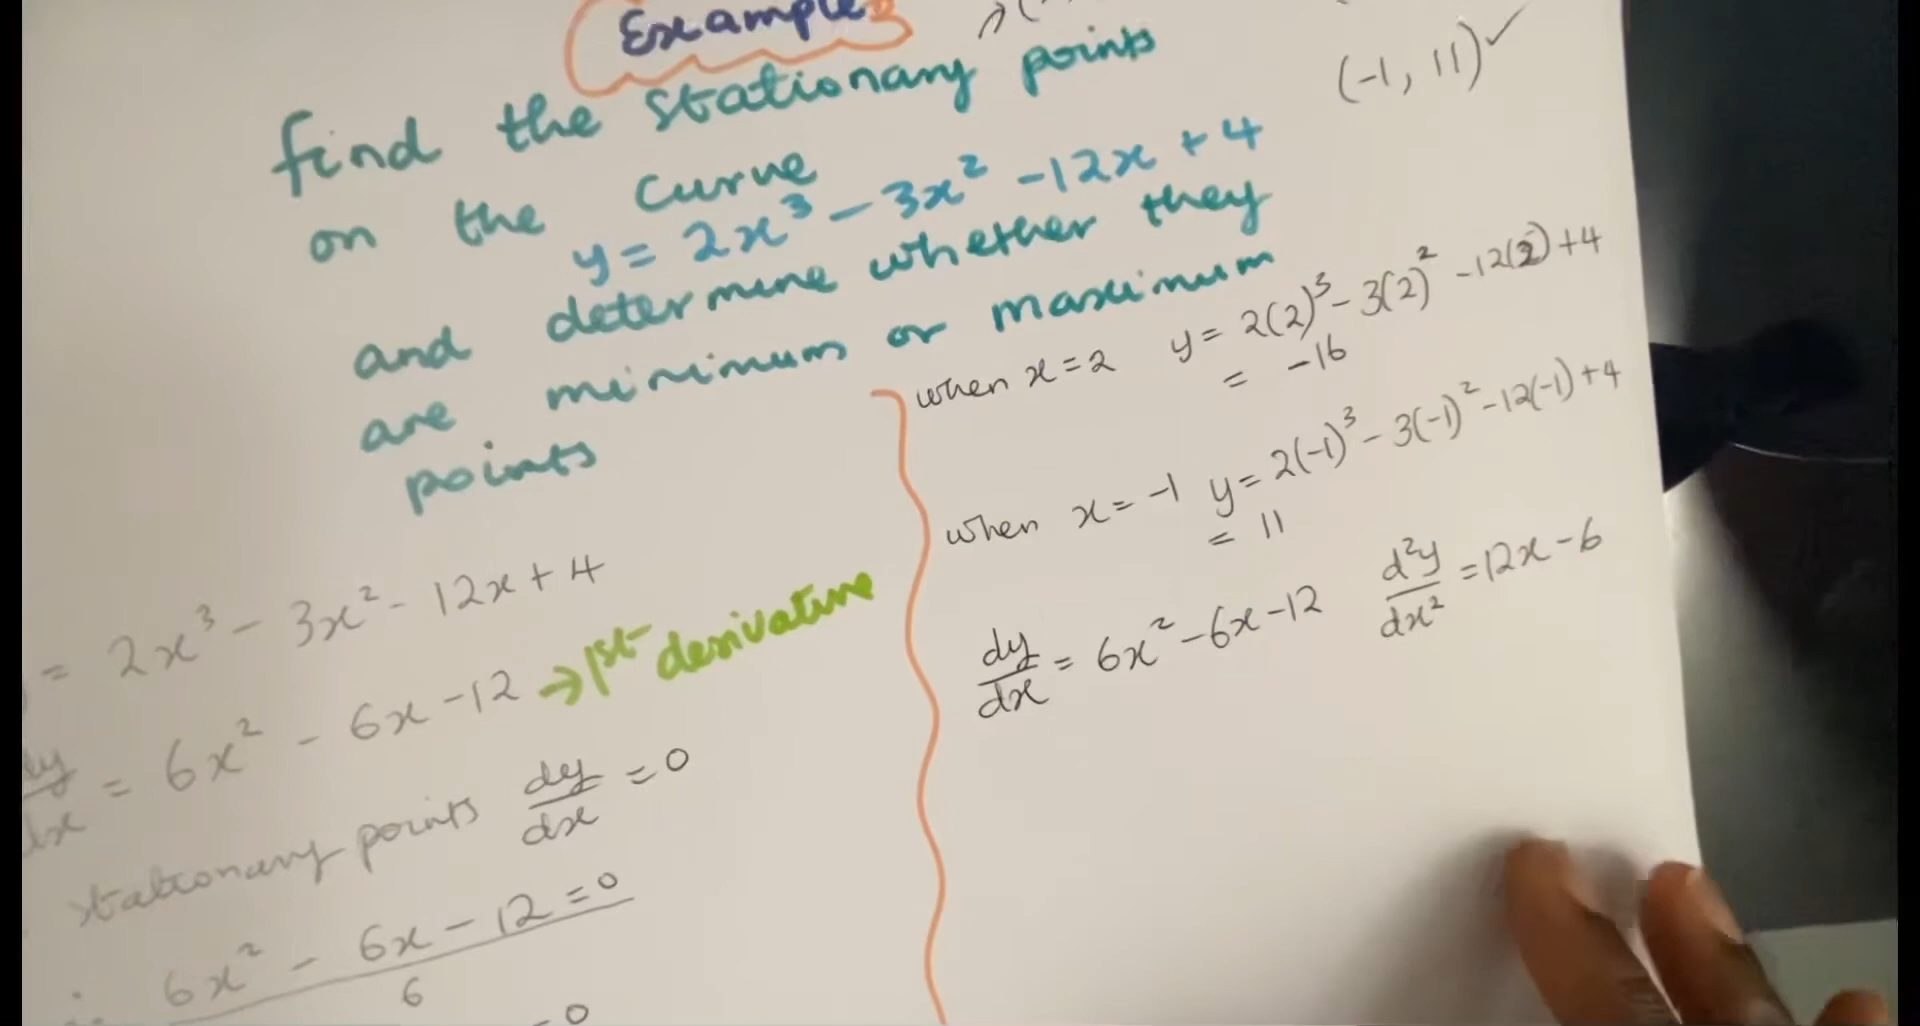 Example
(-1, 11) ✓
find the stationary points
on the curve
y = 2x³ - 3x² - 12x + 4
and determine whether they
are minimum or maximum
points
= 2x³ - 3x² - 12x + 4
dy/dx = 6x² - 6x - 12 → 1st derivative
stationary points dy/dx = 0
6x² - 6x - 12 = 0
6
= 0
when x = 2 y = 2(2)³ - 3(2)² - 12(2) + 4
= -16
when x = -1 y = 2(-1)³ - 3(-1)² - 12(-1) + 4
= 11
dy/dx = 6x² - 6x - 12 d²y/dx² = 12x - 6